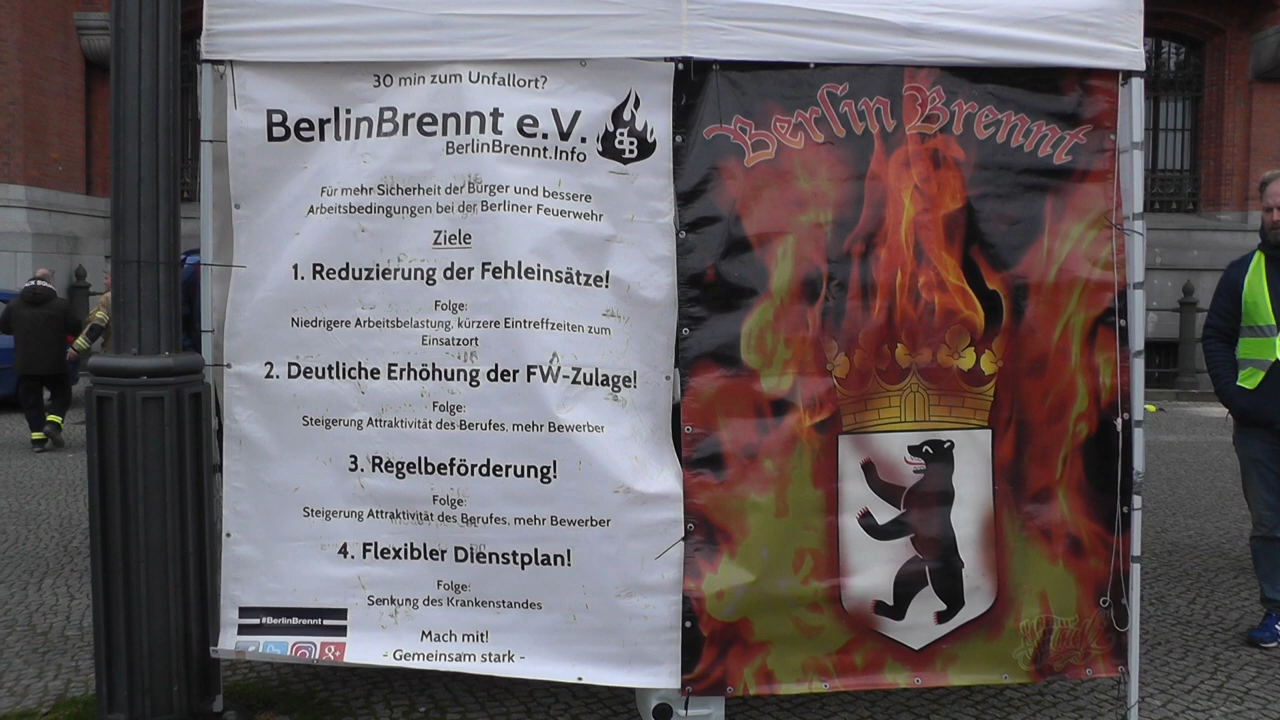 30 min zum Unfallort?
BerlinBrennt e.V.
BerlinBrennt.Info
Für mehr Sicherheit der Bürger und bessere
Arbeitsbedingungen bei der Berliner Feuerwehr
Ziele
1. Reduzierung der Fehleinsätze!
Folge:
Niedrigere Arbeitsbelastung, kürzere Eintreffzeiten zum
Einsatzort
2. Deutliche Erhöhung der FW-Zulage!
Folge:
Steigerung Attraktivität des Berufes, mehr Bewerber
3. Regelbeförderung!
Folge:
Steigerung Attraktivität des Berufes, mehr Bewerber
4. Flexibler Dienstplan!
Folge:
Senkung des Krankenstandes
#BerlinBrennt
Mach mit!
- Gemeinsam stark -
Berlin Brennt